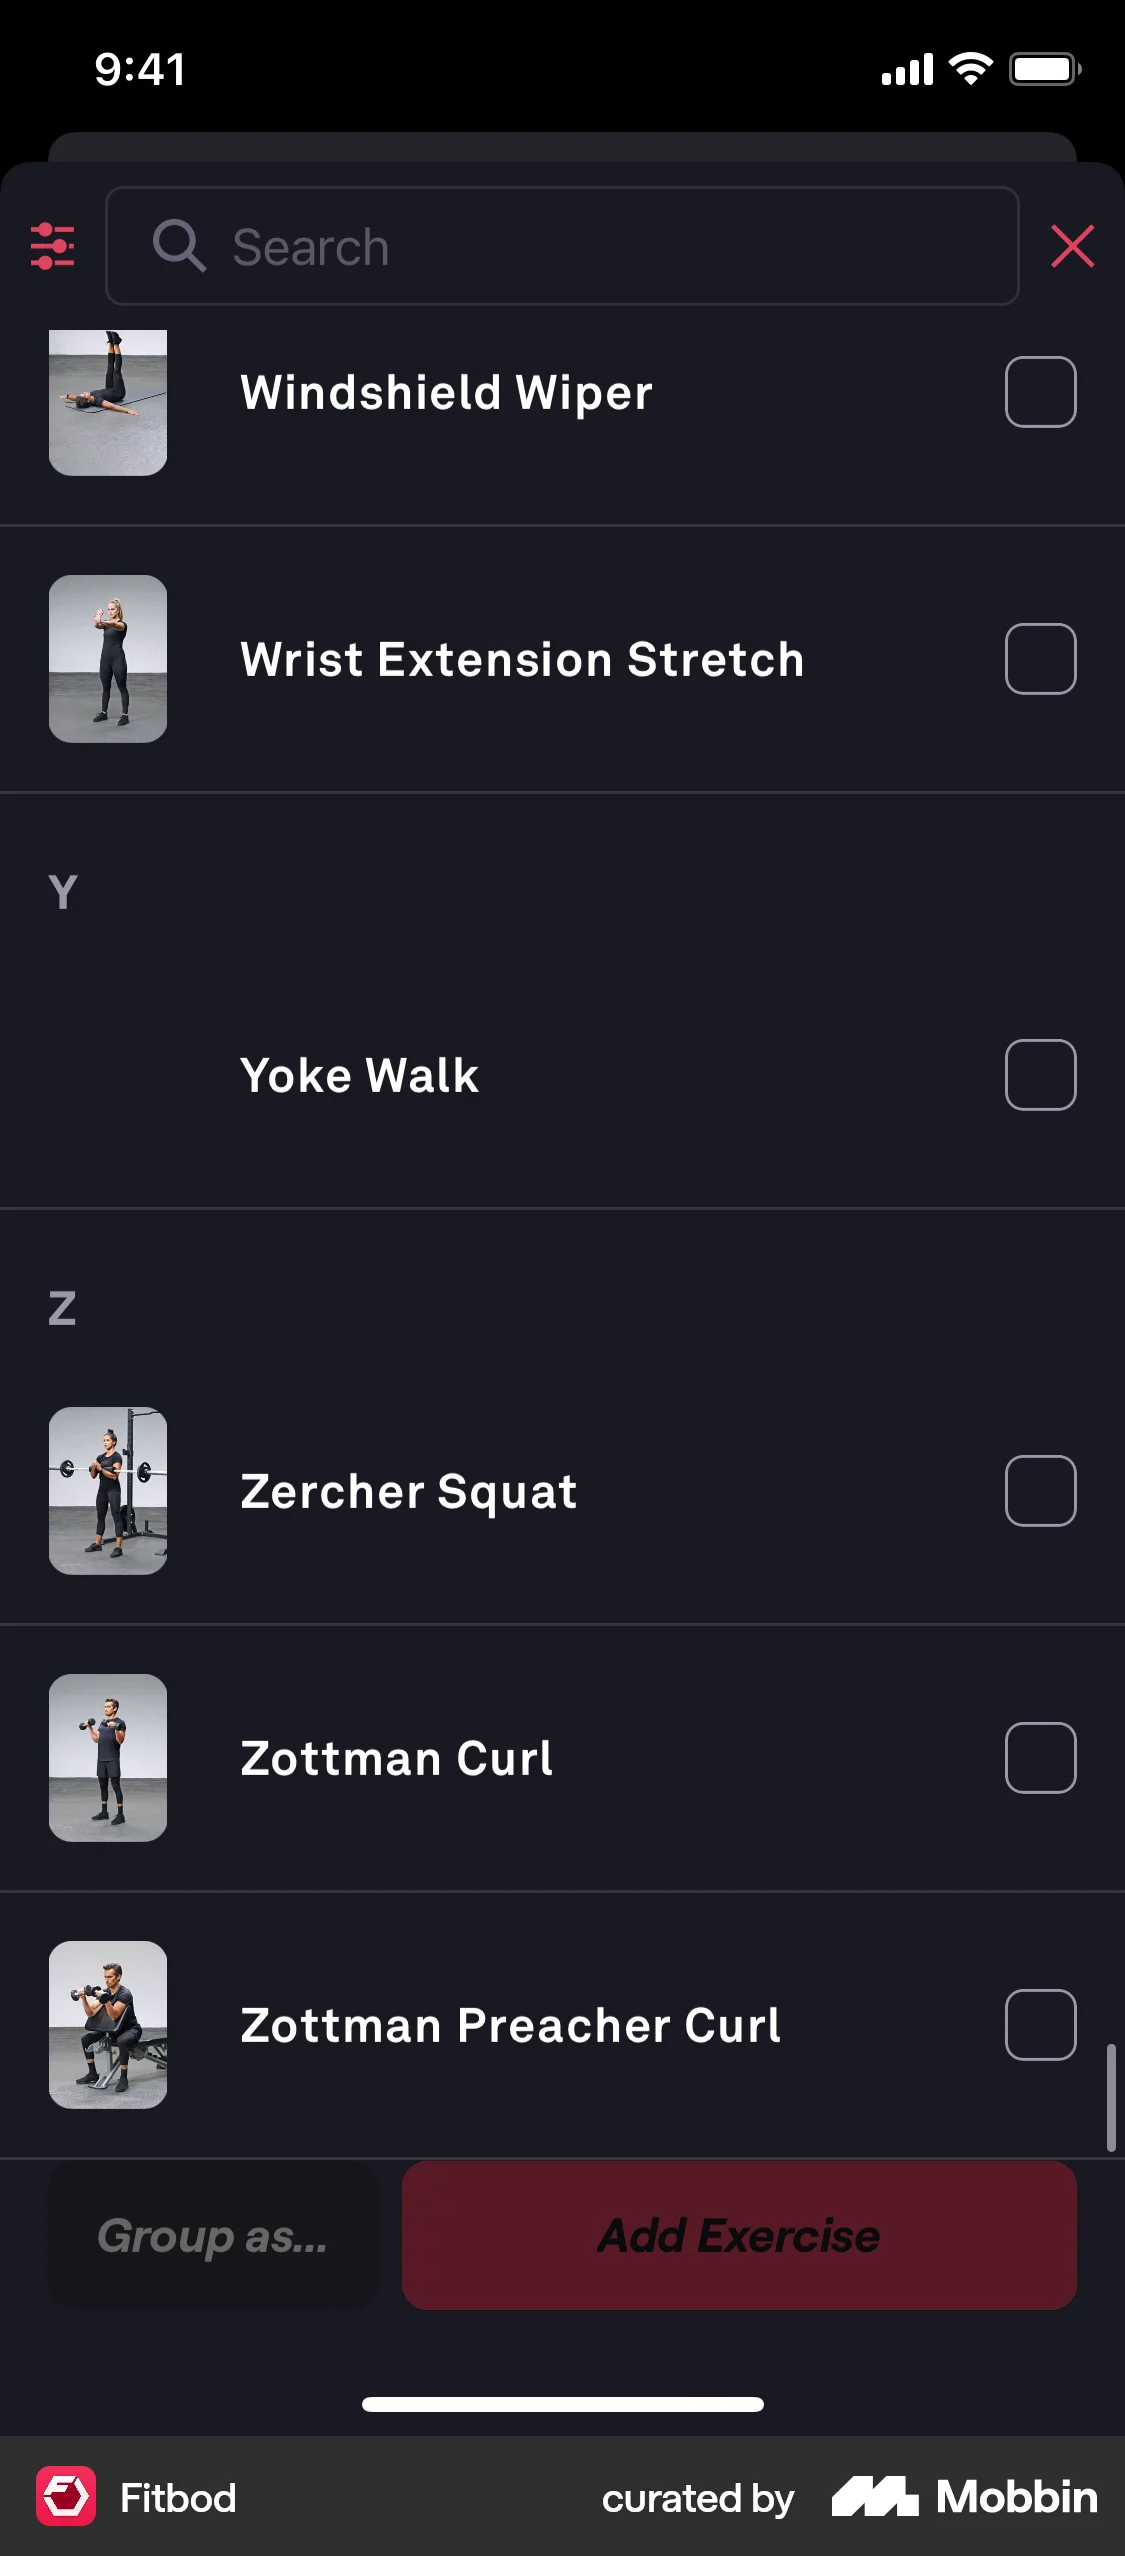 9:41
Search
Windshield Wiper
Wrist Extension Stretch
Y
Yoke Walk
Z
Zercher Squat
Zottman Curl
Zottman Preacher Curl
Group as...
Add Exercise
Fitbod
curated by Mobbin